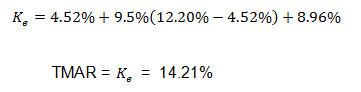 Kₑ = 4.52% + 9.5%(12.20% − 4.52%) + 8.96%
TMAR = Kₑ = 14.21%